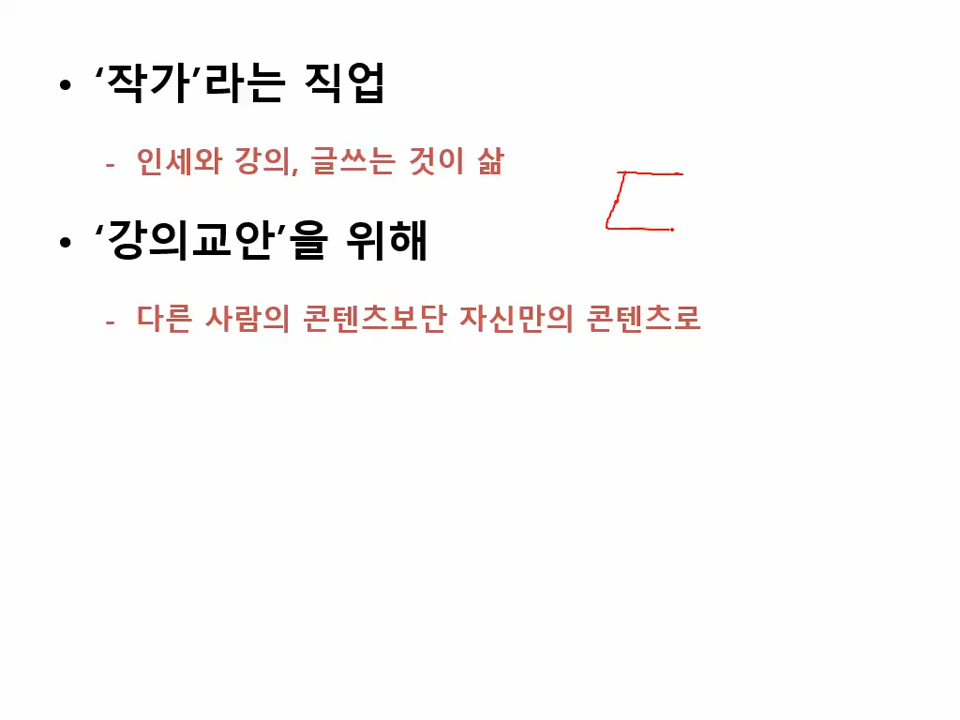 • ‘작가’라는 직업
- 인세와 강의, 글쓰는 것이 삶
• ‘강의교안’을 위해
- 다른 사람의 콘텐츠보단 자신만의 콘텐츠로